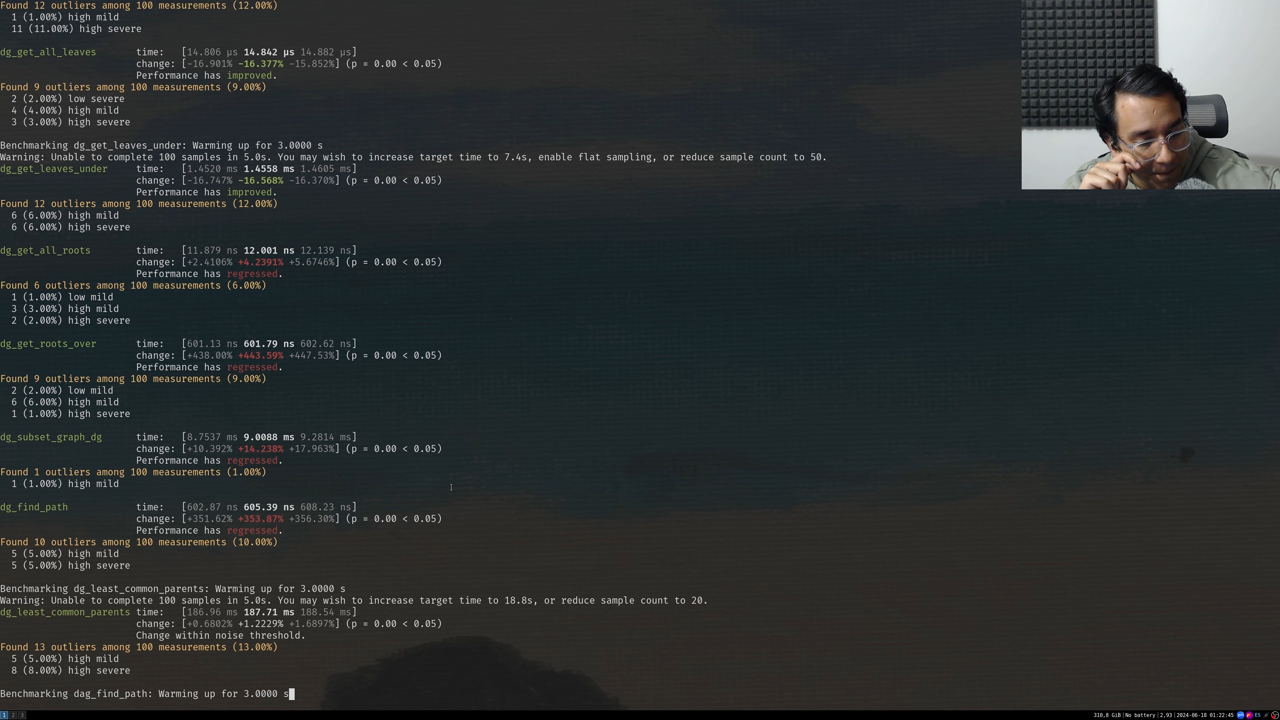 Found 12 outliers among 100 measurements (12.00%)
1 (1.00%) high mild
11 (11.00%) high severe
dg_get_all_leaves time: [14.806 µs 14.842 µs 14.882 µs]
change: [-16.901% -16.377% -15.852%] (p = 0.00 < 0.05)
Performance has improved.
Found 9 outliers among 100 measurements (9.00%)
2 (2.00%) low severe
4 (4.00%) high mild
3 (3.00%) high severe
Benchmarking dg_get_leaves_under: Warming up for 3.0000 s
Warning: Unable to complete 100 samples in 5.0s. You may wish to increase target time to 7.4s, enable flat sampling, or reduce sample count to 50.
dg_get_leaves_under time: [1.4520 ms 1.4558 ms 1.4605 ms]
change: [-16.747% -16.568% -16.370%] (p = 0.00 < 0.05)
Performance has improved.
Found 12 outliers among 100 measurements (12.00%)
6 (6.00%) high mild
6 (6.00%) high severe
dg_get_all_roots time: [11.879 ns 12.001 ns 12.139 ns]
change: [+2.4106% +4.2391% +5.6746%] (p = 0.00 < 0.05)
Performance has regressed.
Found 6 outliers among 100 measurements (6.00%)
1 (1.00%) low mild
3 (3.00%) high mild
2 (2.00%) high severe
dg_get_roots_over time: [601.13 ns 601.79 ns 602.62 ns]
change: [+438.00% +443.59% +447.53%] (p = 0.00 < 0.05)
Performance has regressed.
Found 9 outliers among 100 measurements (9.00%)
2 (2.00%) low mild
6 (6.00%) high mild
1 (1.00%) high severe
dg_subset_graph_dg time: [8.7537 ms 9.0088 ms 9.2814 ms]
change: [+10.392% +14.238% +17.963%] (p = 0.00 < 0.05)
Performance has regressed.
Found 1 outliers among 100 measurements (1.00%)
1 (1.00%) high mild
dg_find_path time: [602.87 ns 605.39 ns 608.23 ns]
change: [+351.62% +353.87% +356.30%] (p = 0.00 < 0.05)
Performance has regressed.
Found 10 outliers among 100 measurements (10.00%)
5 (5.00%) high mild
5 (5.00%) high severe
Benchmarking dg_least_common_parents: Warming up for 3.0000 s
Warning: Unable to complete 100 samples in 5.0s. You may wish to increase target time to 18.8s, or reduce sample count to 20.
dg_least_common_parents time: [186.96 ms 187.71 ms 188.54 ms]
change: [+0.6802% +1.2229% +1.6897%] (p = 0.00 < 0.05)
Change within noise threshold.
Found 13 outliers among 100 measurements (13.00%)
5 (5.00%) high mild
8 (8.00%) high severe
Benchmarking dag_find_path: Warming up for 3.0000 s
1 2 3 310,8 GiB|No battery|2,93|2024-06-18 01:22:45 ES